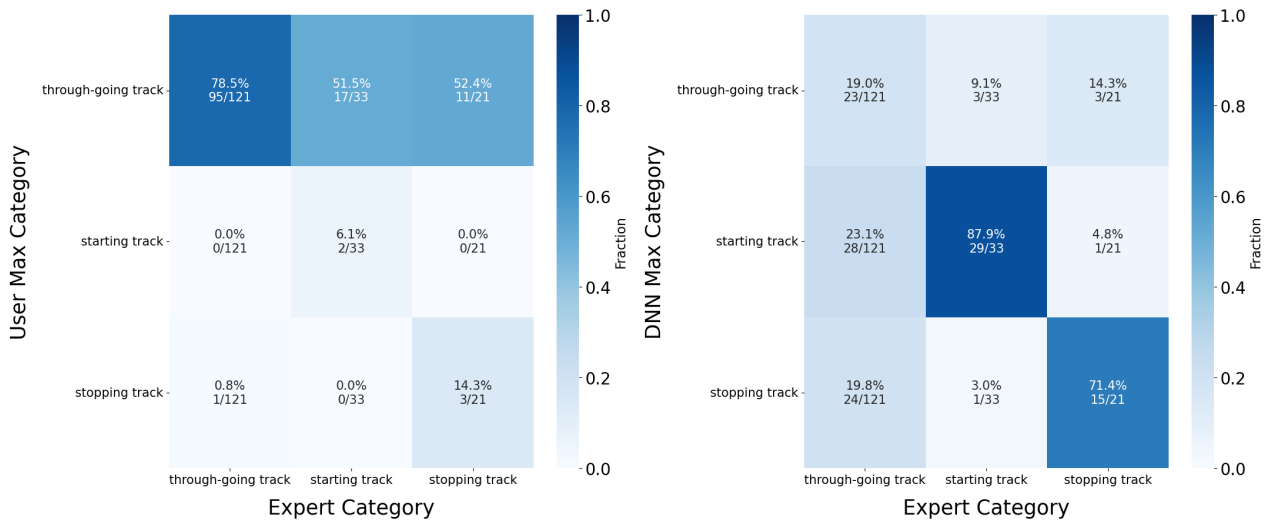 User Max Category
through-going track
starting track
stopping track
78.5%
95/121
51.5%
17/33
52.4%
11/21
0.0%
0/121
6.1%
2/33
0.0%
0/21
0.8%
1/121
0.0%
0/33
14.3%
3/21
through-going track
starting track
stopping track
Expert Category
1.0
0.8
0.6
0.4
0.2
0.0
Fraction
DNN Max Category
through-going track
starting track
stopping track
19.0%
23/121
9.1%
3/33
14.3%
3/21
23.1%
28/121
87.9%
29/33
4.8%
1/21
19.8%
24/121
3.0%
1/33
71.4%
15/21
through-going track
starting track
stopping track
Expert Category
1.0
0.8
0.6
0.4
0.2
0.0
Fraction